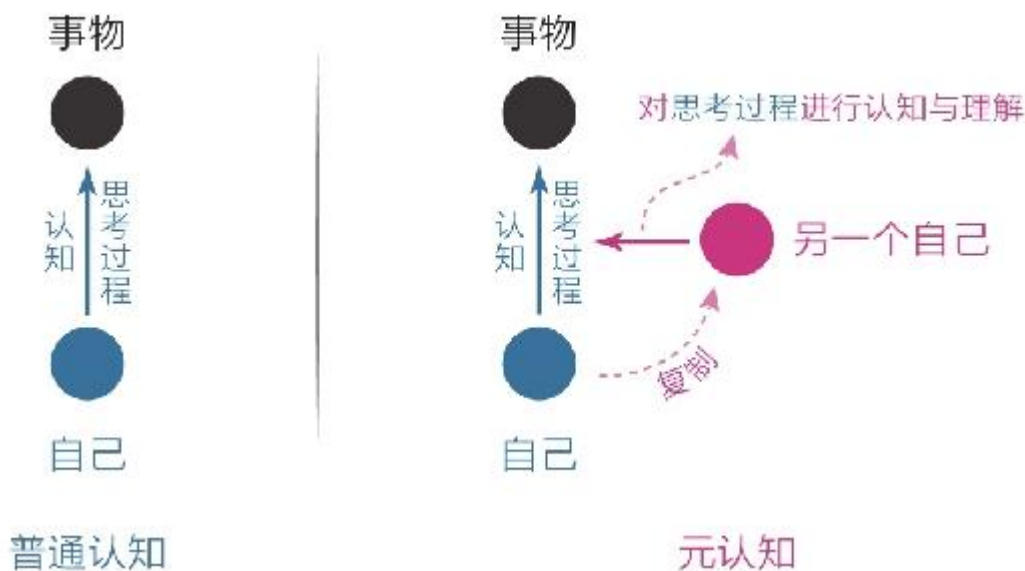 事物
认知
思考过程
自己
普通认知
事物
对思考过程进行认知与理解
认知
思考过程
另一个自己
复制
自己
元认知